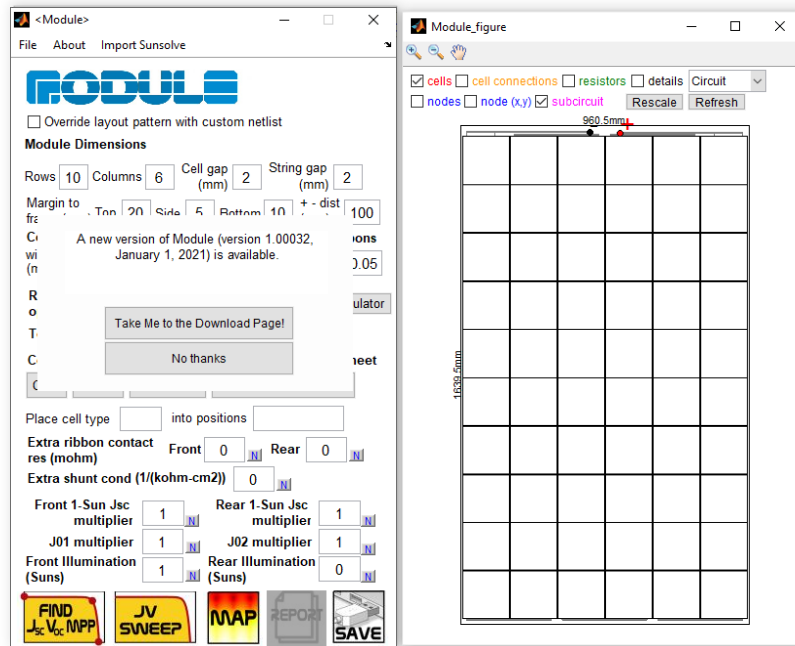 <Module>
File About Import Sunsolve
MODULE
Override layout pattern with custom netlist
Module Dimensions
Rows 10 Columns 6 Cell gap (mm) 2 String gap (mm) 2
Margin to Top 20 Side 5 Bottom 10 + - dist 100
A new version of Module (version 1.00032,
January 1, 2021) is available.
0.05
Take Me to the Download Page!
No thanks
Place cell type into positions
Extra ribbon contact
res (mohm) Front 0 N Rear 0 N
Extra shunt cond (1/(kohm-cm2)) 0 N
Front 1-Sun Jsc
multiplier 1 N
Rear 1-Sun Jsc
multiplier 1 N
J01 multiplier 1 N J02 multiplier 1 N
Front Illumination
(Suns) 1 N
Rear Illumination
(Suns) 0 N
FIND
Jsc Voc MPP
JV
SWEEP
MAP
REPORT
SAVE
Module_figure
cells cell connections resistors details Circuit
nodes node (x,y) subcircuit Rescale Refresh
960.5mm
1639.5mm